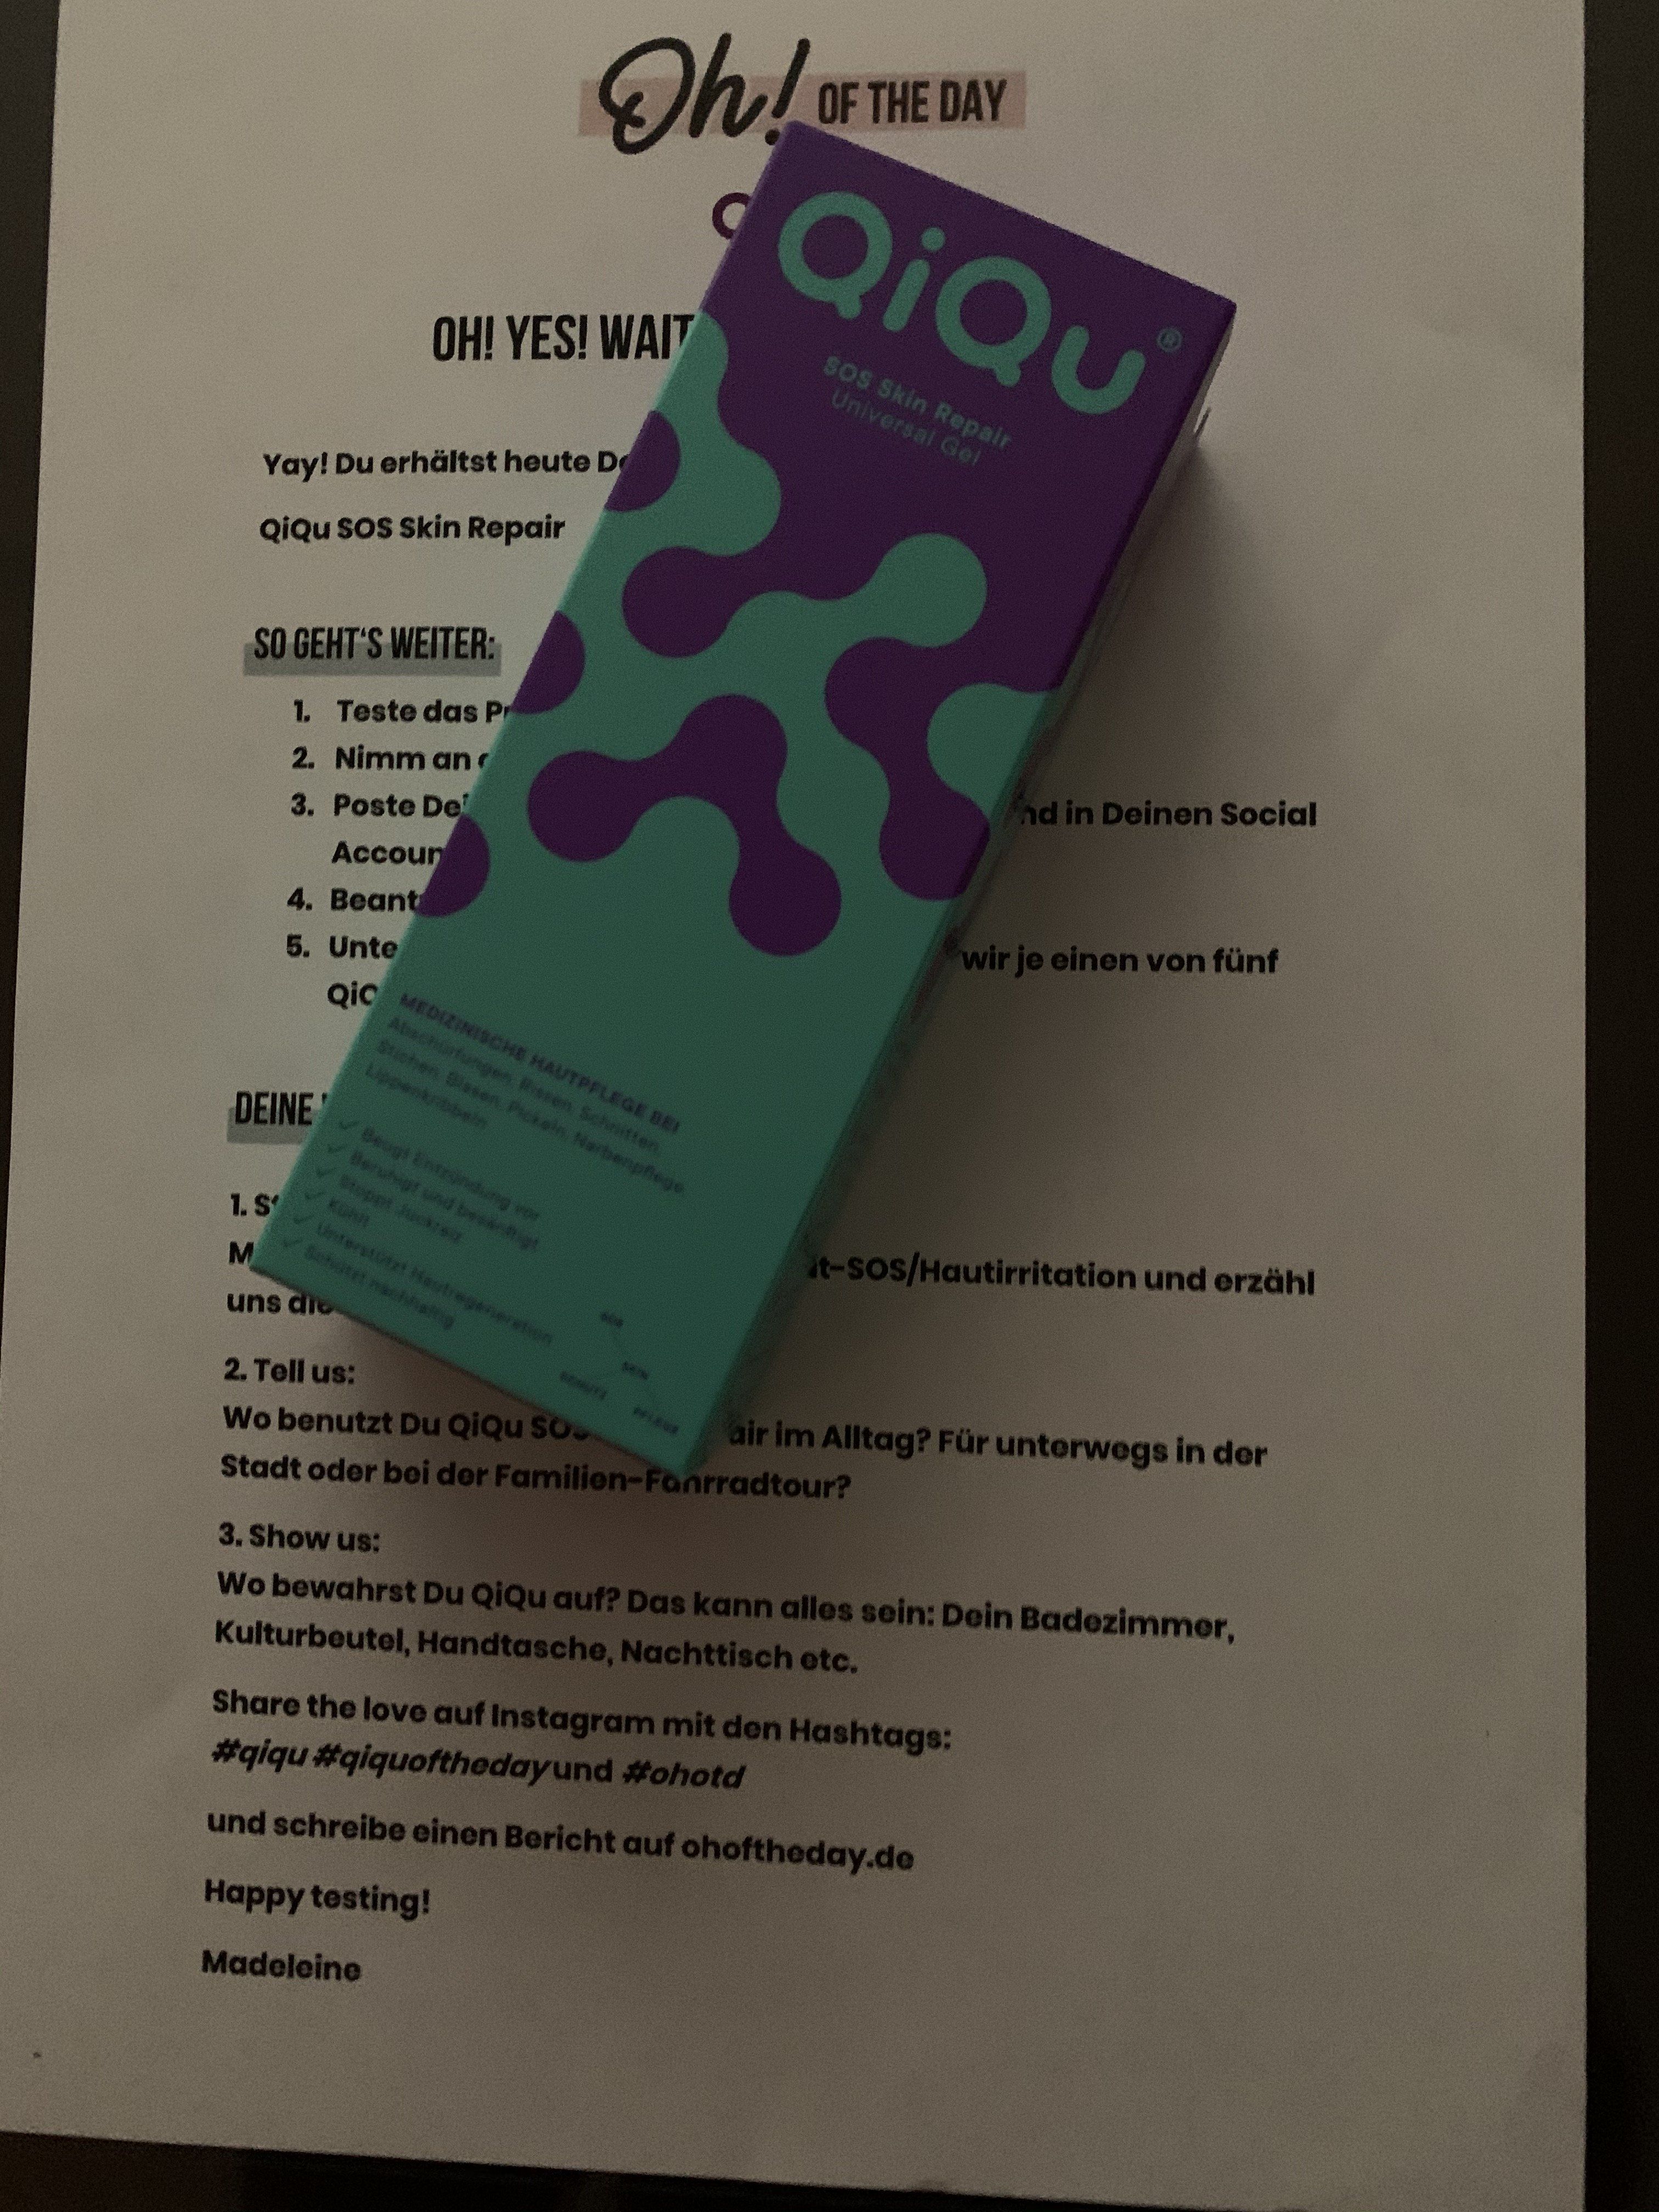 Oh! OF THE DAY
OH! YES! WAIT
Yay! Du erhältst heute
QiQu SOS Skin Repair
SO GEHT'S WEITER:
1. Teste das
2. Nimm an
3. Poste
nd in Deinen Social
Accoun
4. Beant
5. Unte
wir je einen von fünf
DEINE
1.
M
it-SOS/Hautirritation und erzähl
uns die
2. Tell us:
Wo benutzt Du QiQu SOS
air im Alltag? Für unterwegs in der
Stadt oder bei der Familien-Fahrradtour?
3. Show us:
Wo bewahrst Du QiQu auf? Das kann alles sein: Dein Badezimmer,
Kulturbeutel, Handtasche, Nachttisch etc.
Share the love auf Instagram mit den Hashtags:
#qiqu #qiquoftheday und #ohotd
und schreibe einen Bericht auf ohoftheday.de
Happy testing!
Madeleine
QiQu®
SOS Skin Repair
Universal Gel
MEDIZINISCHE HAUTPFLEGE BEI
Abschürfungen, Rissen, Schnitten,
Stichen, Bissen, Pickeln, Narbenpflege,
Lippenkribbeln
✓ Beugt Entzündung vor
✓ Beruhigt und besänftigt
✓ Stoppt Juckreiz
✓ Kühlt
✓ Unterstützt Hautregeneration
✓ Schützt nachhaltig
SOS
SKIN
SCHUTZ
PFLEGE